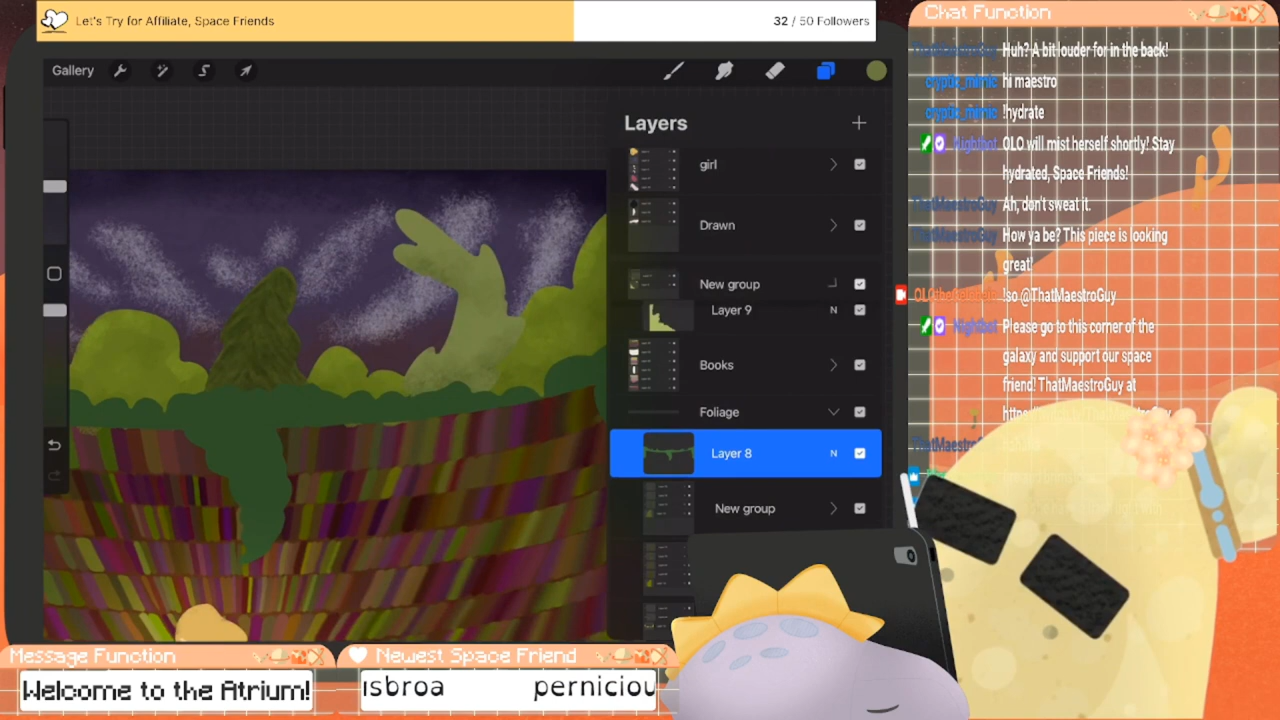 Let's Try for Affiliate, Space Friends
32 / 50 Followers
Gallery
Layers
girl
Drawn
New group
Layer 9
N
Books
Foliage
Layer 8
N
New group
Chat Function
Huh? A bit louder for in the back!
cryptk_mimic hi maestro
cryptk_mimic !hydrate
Nightbot OLO will mist herself shortly! Stay
hydrated, Space Friends!
ThatMaestroGuy Ah, don't sweat it.
ThatMaestroGuy How ya be? This piece is looking
great!
!so @ThatMaestroGuy
Nightbot Please go to this corner of the
galaxy and support our space
friend! ThatMaestroGuy at
Message Function
Welcome to the Atrium!
Newest Space Friend
isbroa perniciou